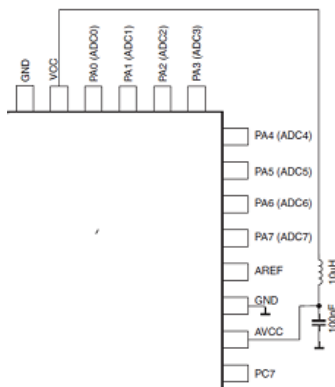 GND
VCC
PA0 (ADC0)
PA1 (ADC1)
PA2 (ADC2)
PA3 (ADC3)
PA4 (ADC4)
PA5 (ADC5)
PA6 (ADC6)
PA7 (ADC7)
AREF
GND
AVCC
PC7
10µH
100nF